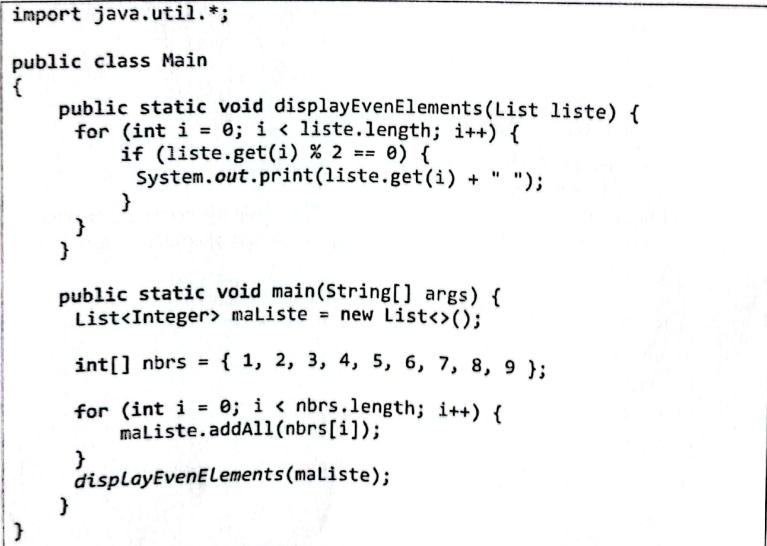 import java.util.*;
public class Main
{
public static void displayEvenElements(List liste) {
for (int i = 0; i < liste.length; i++) {
if (liste.get(i) % 2 == 0) {
System.out.print(liste.get(i) + " ");
}
}
}
public static void main(String[] args) {
List<Integer> maListe = new List<>();
int[] nbrs = { 1, 2, 3, 4, 5, 6, 7, 8, 9 };
for (int i = 0; i < nbrs.length; i++) {
maListe.addAll(nbrs[i]);
}
displayEvenElements(maListe);
}
}